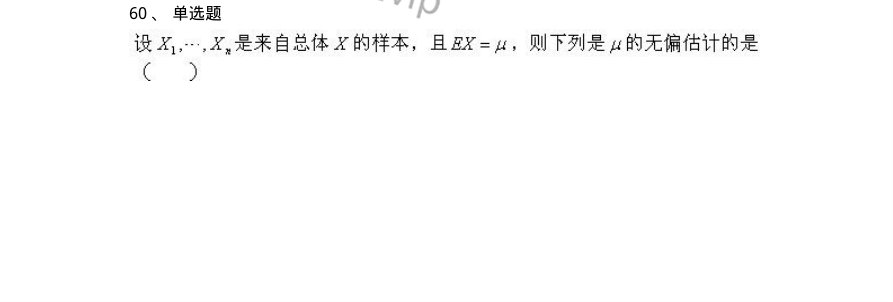 60 、 单选题
设 X₁,⋯,Xₙ 是来自总体 X 的样本，且 EX = μ，则下列是 μ 的无偏估计的是
（ ）